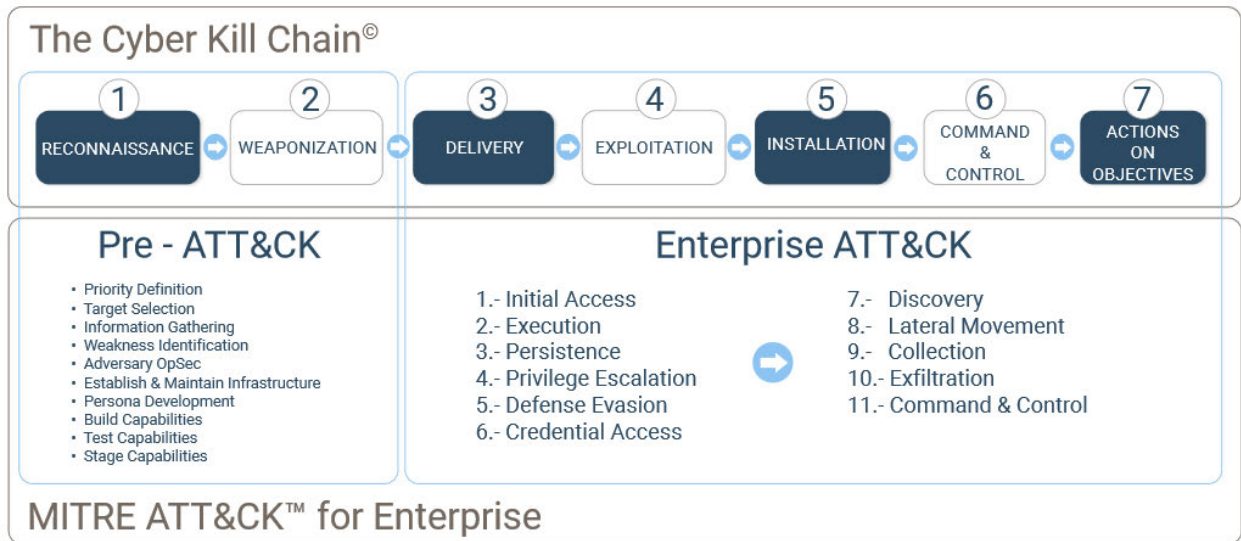 The Cyber Kill Chain©
1
2
3
4
5
6
7
RECONNAISSANCE
WEAPONIZATION
DELIVERY
EXPLOITATION
INSTALLATION
COMMAND
&
CONTROL
ACTIONS
ON
OBJECTIVES
Pre - ATT&CK
• Priority Definition
• Target Selection
• Information Gathering
• Weakness Identification
• Adversary OpSec
• Establish & Maintain Infrastructure
• Persona Development
• Build Capabilities
• Test Capabilities
• Stage Capabilities
Enterprise ATT&CK
1.- Initial Access
2.- Execution
3.- Persistence
4.- Privilege Escalation
5.- Defense Evasion
6.- Credential Access
7.- Discovery
8.- Lateral Movement
9.- Collection
10.- Exfiltration
11.- Command & Control
MITRE ATT&CK™ for Enterprise